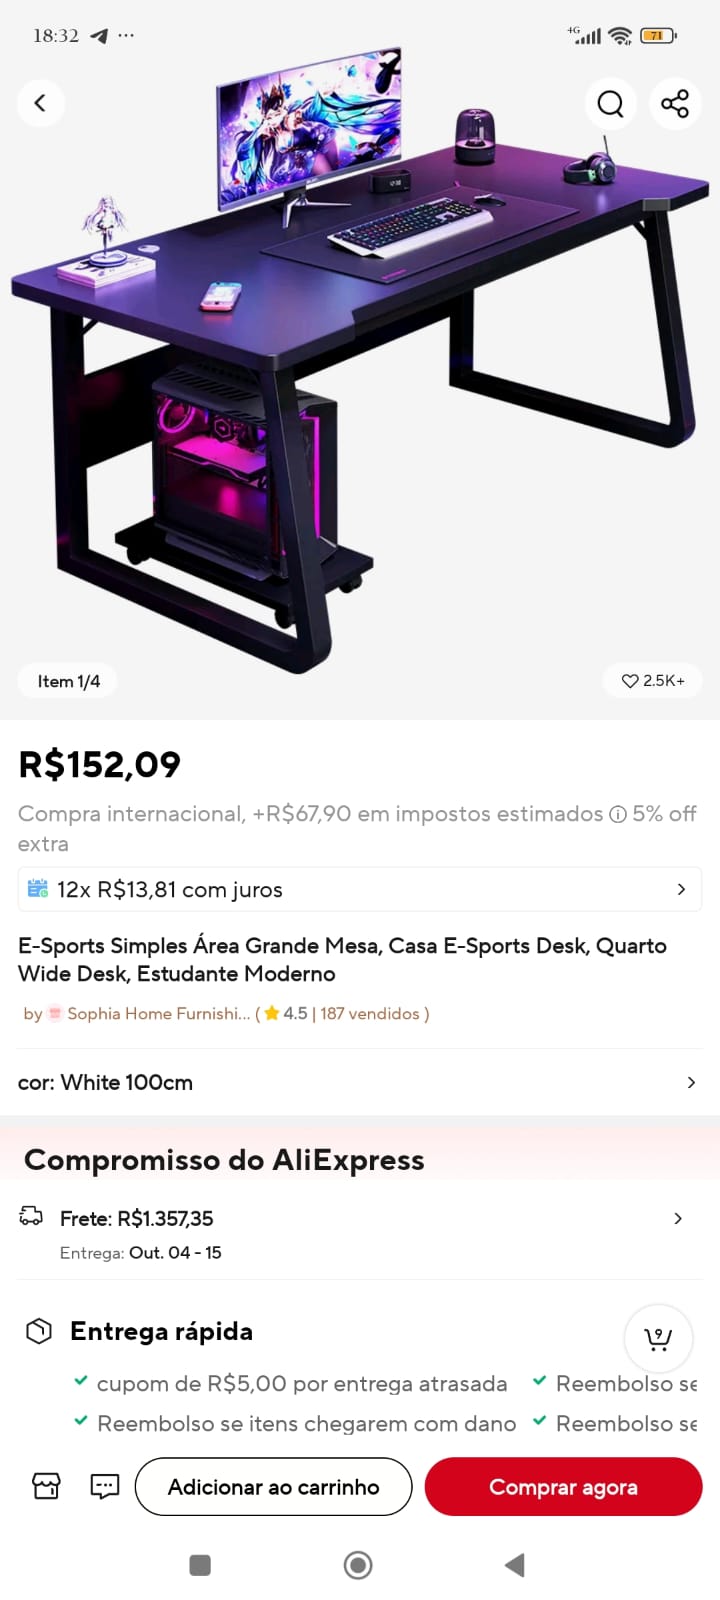 18:32
4G
71
Item 1/4
2.5K+
R$152,09
Compra internacional, +R$67,90 em impostos estimados 5% off
extra
12x R$13,81 com juros
E-Sports Simples Área Grande Mesa, Casa E-Sports Desk, Quarto
Wide Desk, Estudante Moderno
by Sophia Home Furnishi... ( 4.5 | 187 vendidos )
cor: White 100cm
Compromisso do AliExpress
Frete: R$1.357,35
Entrega: Out. 04 - 15
Entrega rápida
9
cupom de R$5,00 por entrega atrasada Reembolso se
Reembolso se itens chegarem com dano Reembolso se
Adicionar ao carrinho
Comprar agora